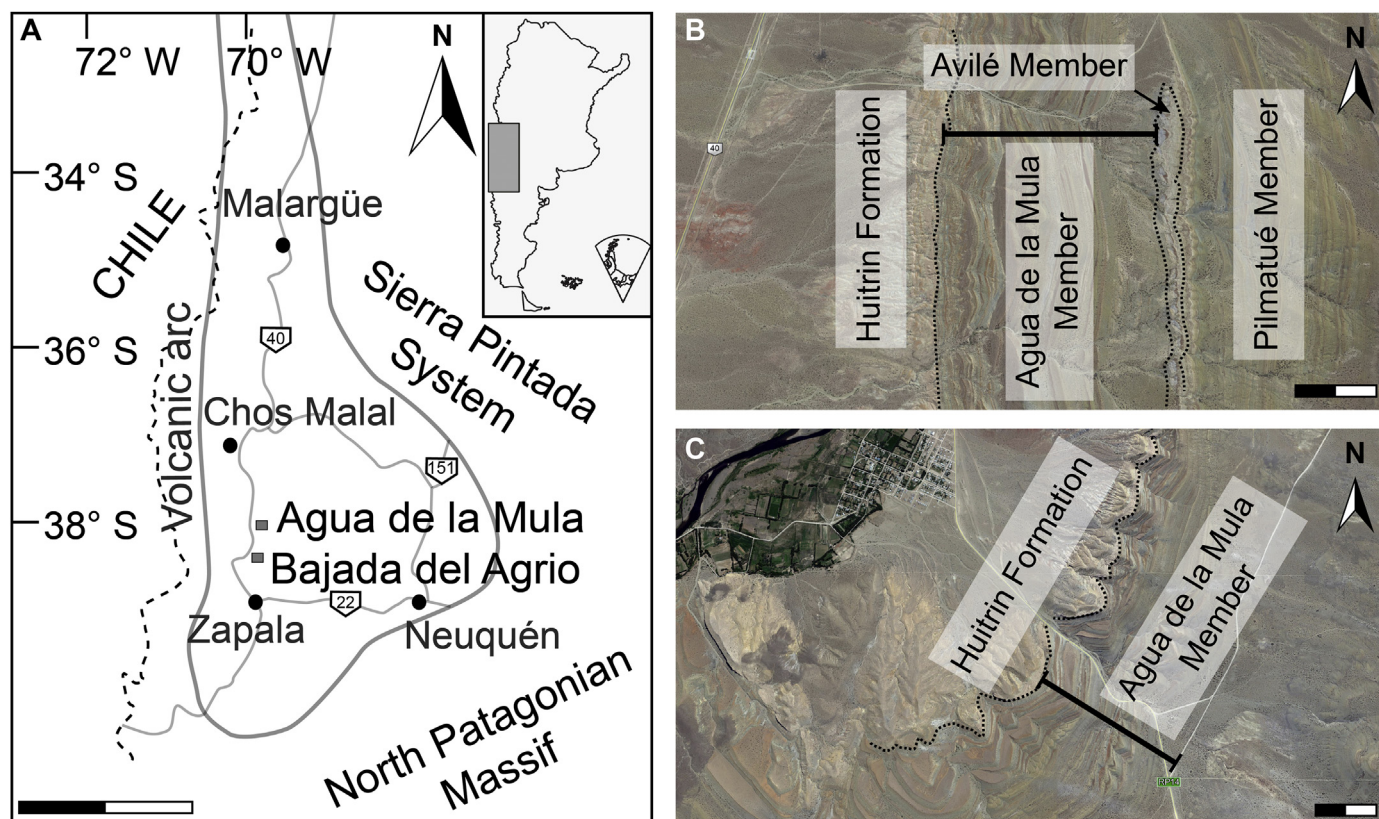 A
72° W
70° W
N
34° S
Malargüe
CHILE
Volcanic arc
Sierra Pintada
System
36° S
40
Chos Malal
151
38° S
Agua de la Mula
Bajada del Agrio
22
Zapala
Neuquén
North Patagonian
Massif
B
N
Avilé Member
Huitrin Formation
Agua de la Mula
Member
Pilmatué Member
40
C
N
Huitrin Formation
Agua de la Mula
Member